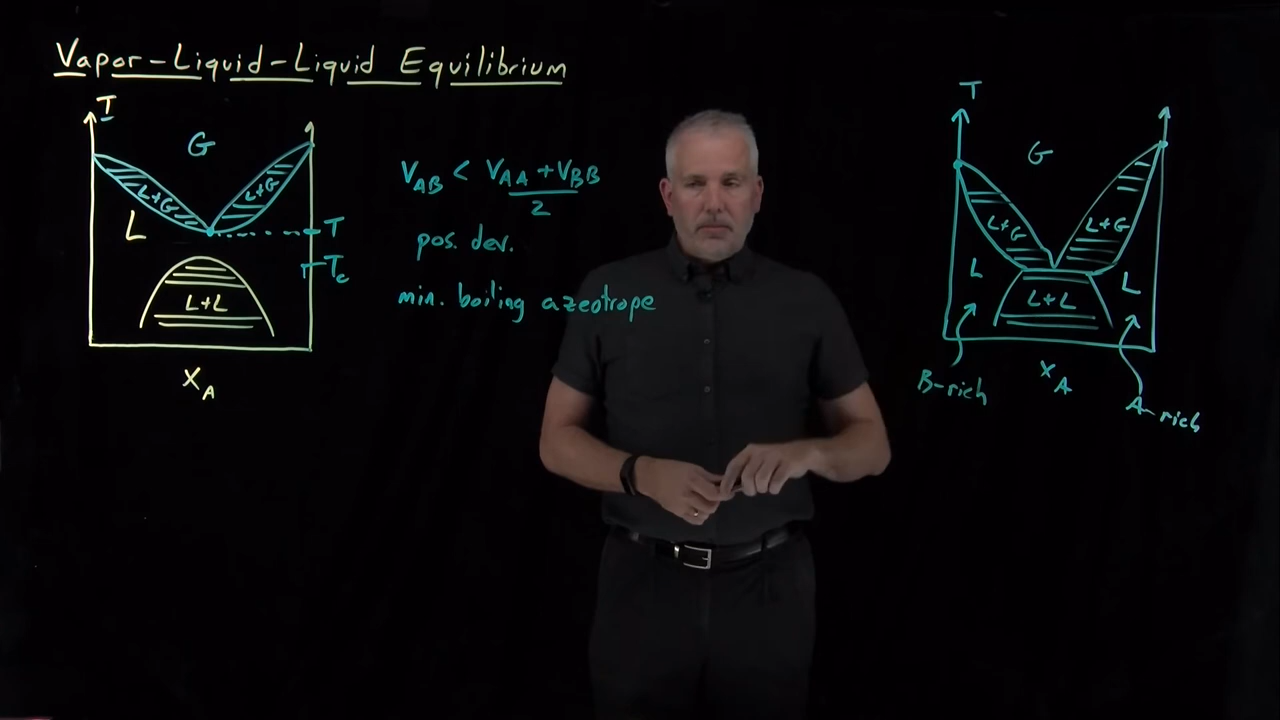 Vapor-Liquid-Liquid Equilibrium
T
G
L+G
L+G
L
T
Tc
L+L
XA
VAB < VAA + VBB
2
pos. dev.
min. boiling azeotrope
T
G
L+G
L+G
L
L
L+L
B-rich
XA
A-rich